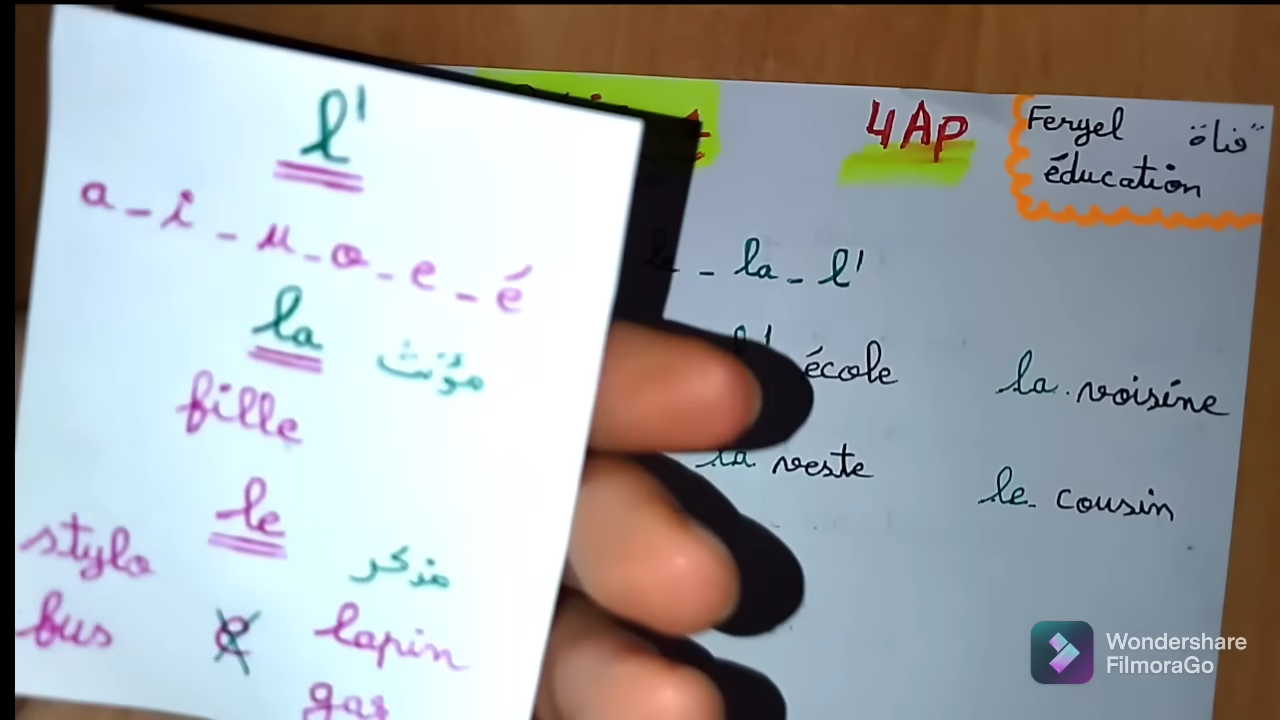 l'
a - i - u - o - e - é
la مؤنث
fille
le
stylo مذكر
bus e lapin
4AP
Feryel قناة
éducation
le - la - l'
l' école la voisine
la veste le cousin
Wondershare
FilmoraGo